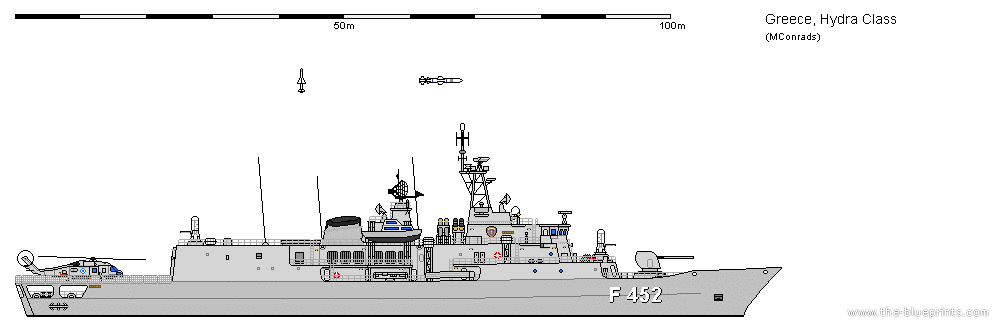 50m
100m
Greece, Hydra Class
(MConrads)
F 452
www.the-blueprints.com